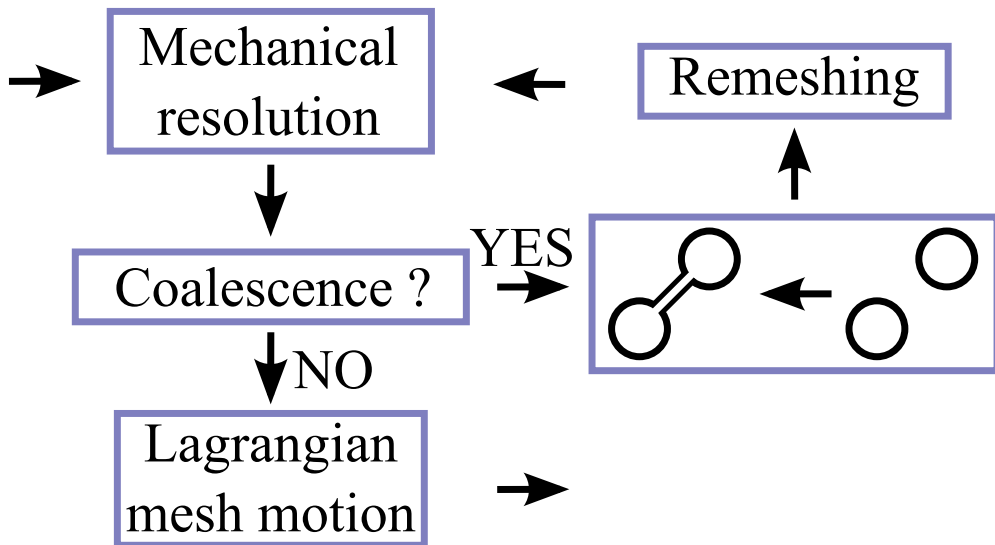 Mechanical
resolution
Remeshing
Coalescence ?
YES
NO
Lagrangian
mesh motion